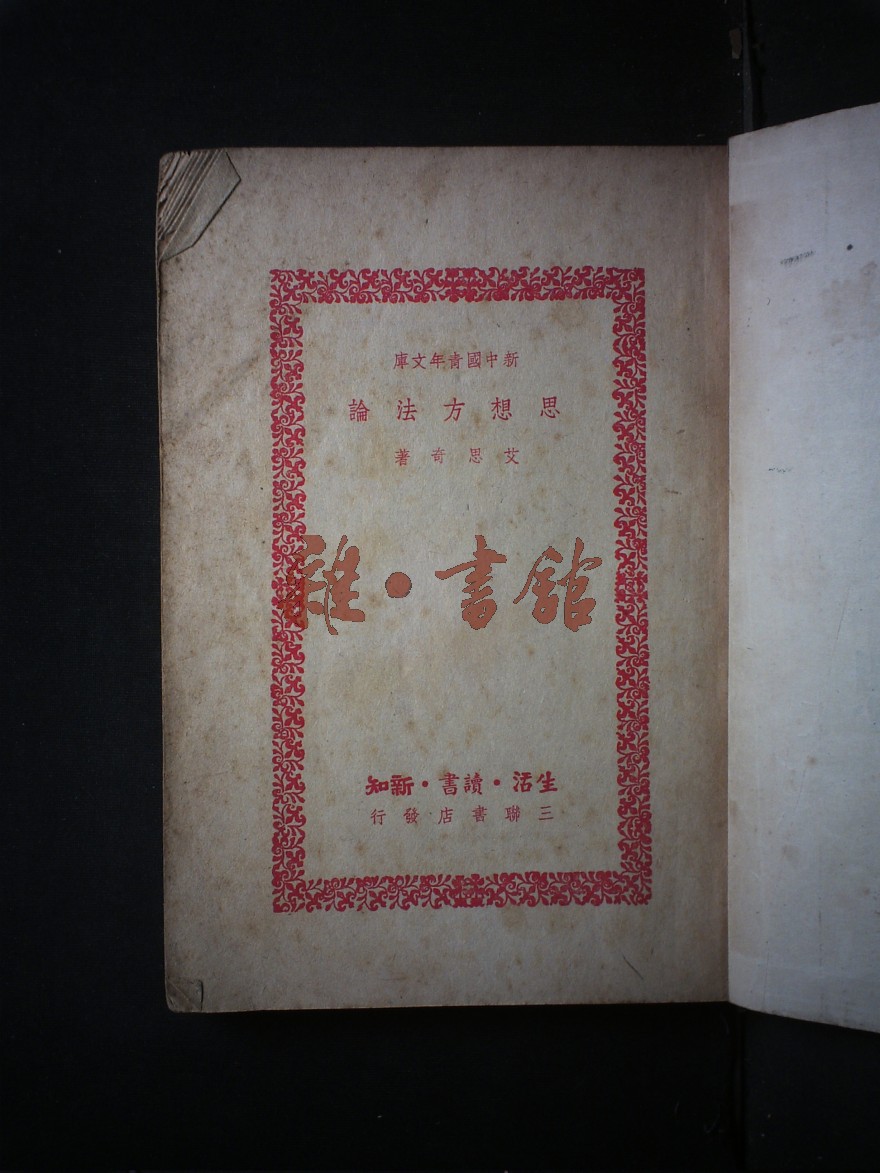 新中國青年文庫
思想方法論
艾思奇著
雜·書館
生活·讀書·新知
三聯書店發行